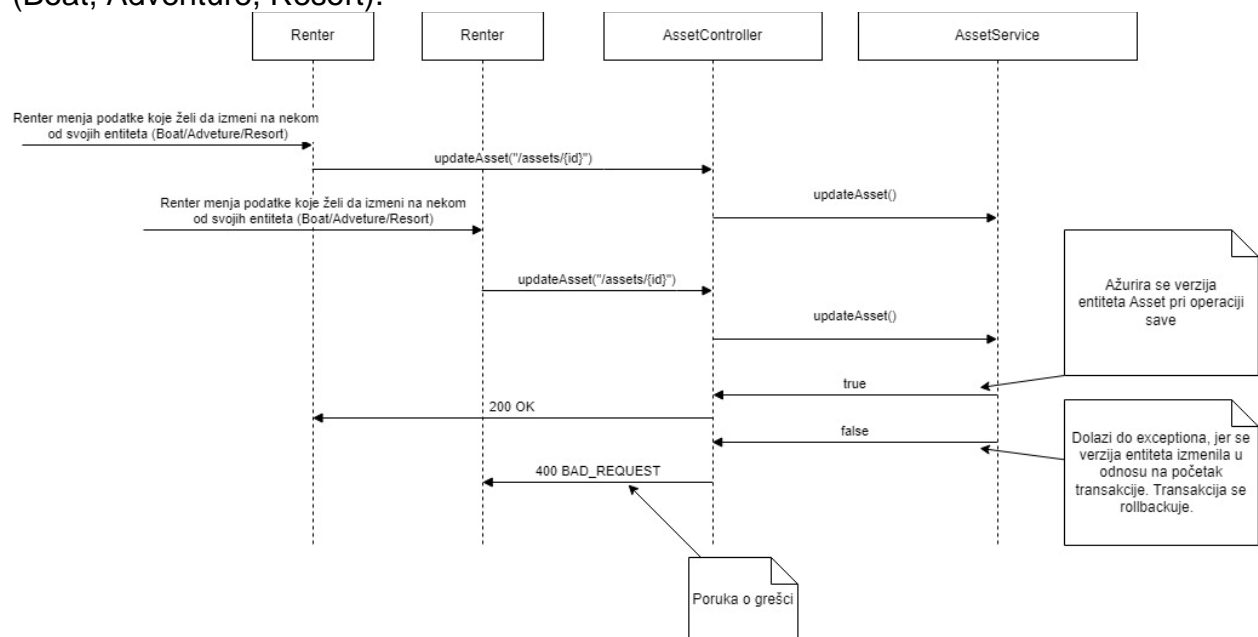 (Boat, Adventure, Resort).
Renter
Renter
AssetController
AssetService
Renter menja podatke koje želi da izmeni na nekom
od svojih entiteta (Boat/Adveture/Resort)
updateAsset("/assets/{id}")
Renter menja podatke koje želi da izmeni na nekom
od svojih entiteta (Boat/Adveture/Resort)
updateAsset()
updateAsset("/assets/{id}")
Ažurira se verzija
entiteta Asset pri operaciji
save
updateAsset()
true
200 OK
false
Dolazi do exceptiona, jer se
verzija entiteta izmenila u
odnosu na početak
transakcije. Transakcija se
rollbackuje.
400 BAD_REQUEST
Poruka o grešci